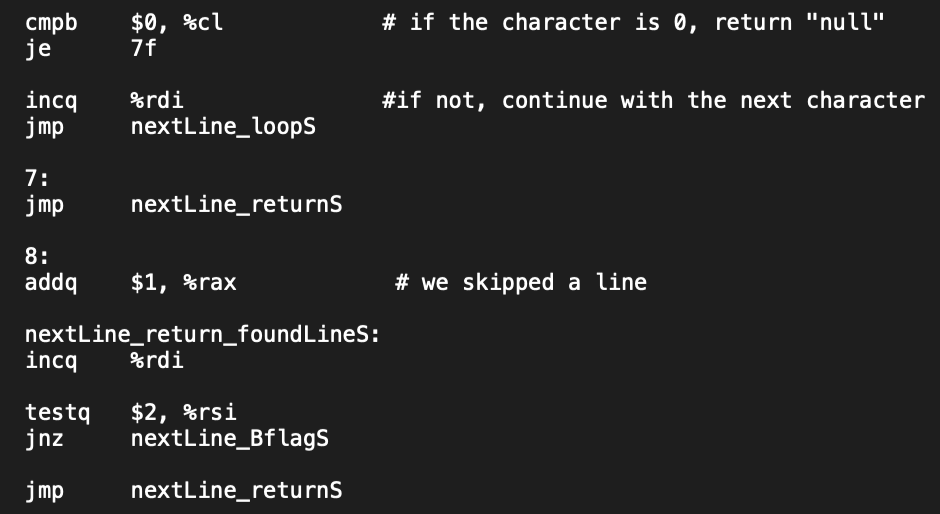 cmpb $0, %cl # if the character is 0, return "null"
je 7f
incq %rdi #if not, continue with the next character
jmp nextLine_loopS
7:
jmp nextLine_returnS
8:
addq $1, %rax # we skipped a line
nextLine_return_foundLineS:
incq %rdi
testq $2, %rsi
jnz nextLine_BflagS
jmp nextLine_returnS